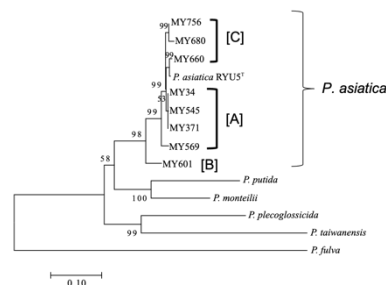 MY756
99
[C]
MY680
99
MY660
P. asiatica RYU5ᵀ
99
53
MY34
MY545
[A]
MY371
99
MY569
98
MY601
[B]
P. asiatica
58
P. putida
100
P. monteilii
P. plecoglossicida
99
P. taiwanensis
P. fulva
0.10